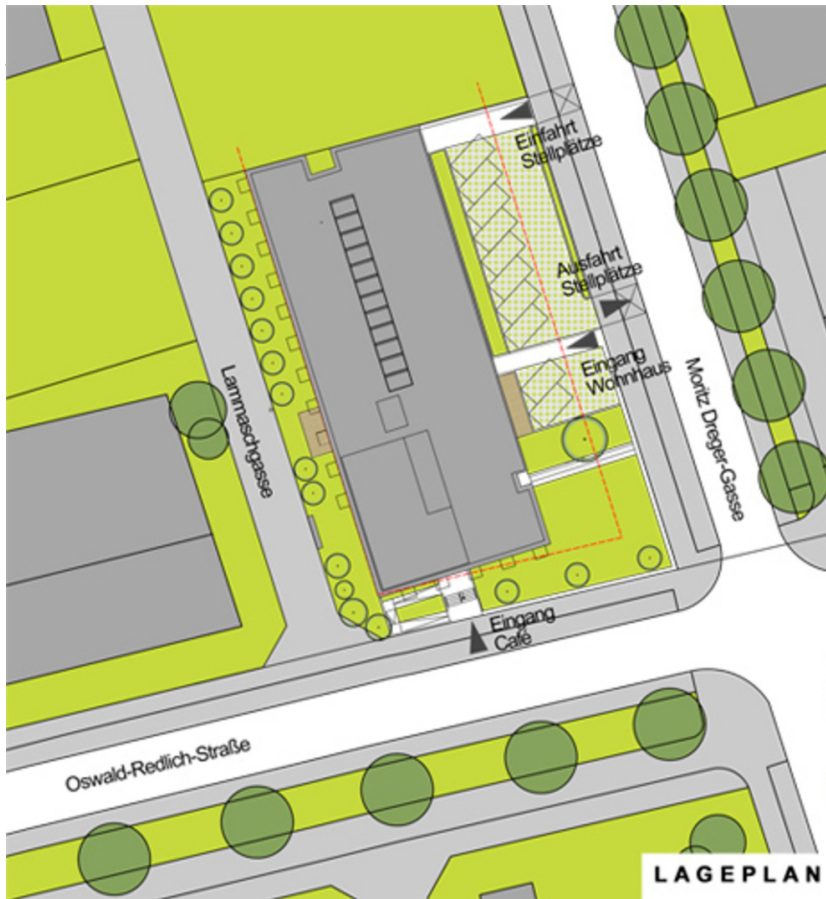 Einfahrt
Stellplätze
Ausfahrt
Stellplätze
Eingang
Wohnhaus
Lammaschgasse
Moritz Dreger-Gasse
Eingang
Café
Oswald-Redlich-Straße
LAGEPLAN